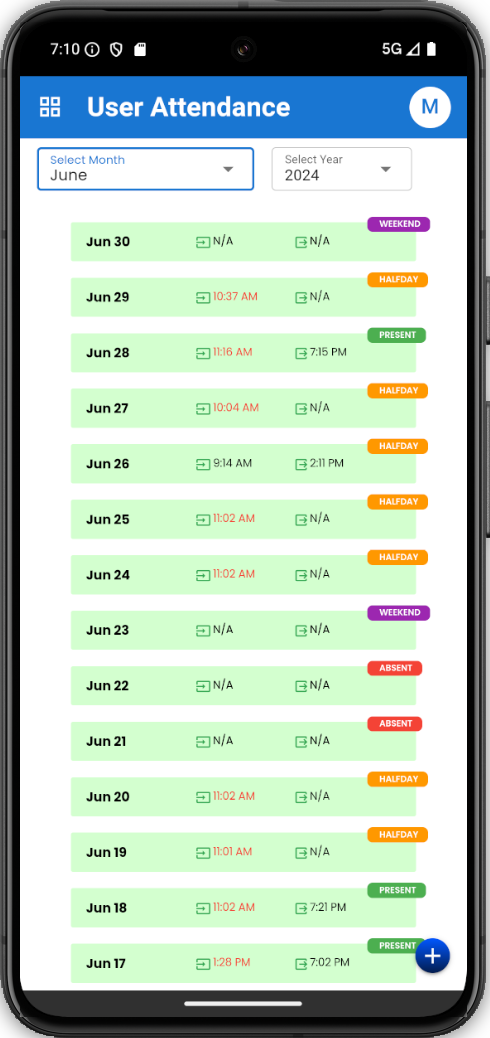 7:10 5G
User Attendance M
Select Month Select Year
June 2024
WEEKEND
Jun 30 N/A N/A
HALFDAY
Jun 29 10:37 AM N/A
PRESENT
Jun 28 11:16 AM 7:15 PM
HALFDAY
Jun 27 10:04 AM N/A
HALFDAY
Jun 26 9:14 AM 2:11 PM
HALFDAY
Jun 25 11:02 AM N/A
HALFDAY
Jun 24 11:02 AM N/A
WEEKEND
Jun 23 N/A N/A
ABSENT
Jun 22 N/A N/A
ABSENT
Jun 21 N/A N/A
HALFDAY
Jun 20 11:02 AM N/A
HALFDAY
Jun 19 11:01 AM N/A
PRESENT
Jun 18 11:02 AM 7:21 PM
PRESENT
Jun 17 1:28 PM 7:02 PM